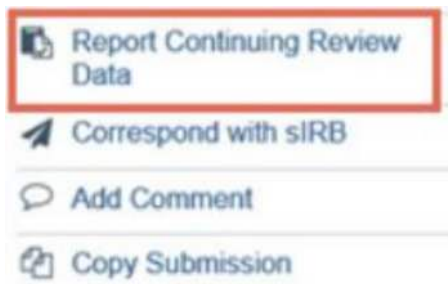 Report Continuing Review
Data
Correspond with sIRB
Add Comment
Copy Submission